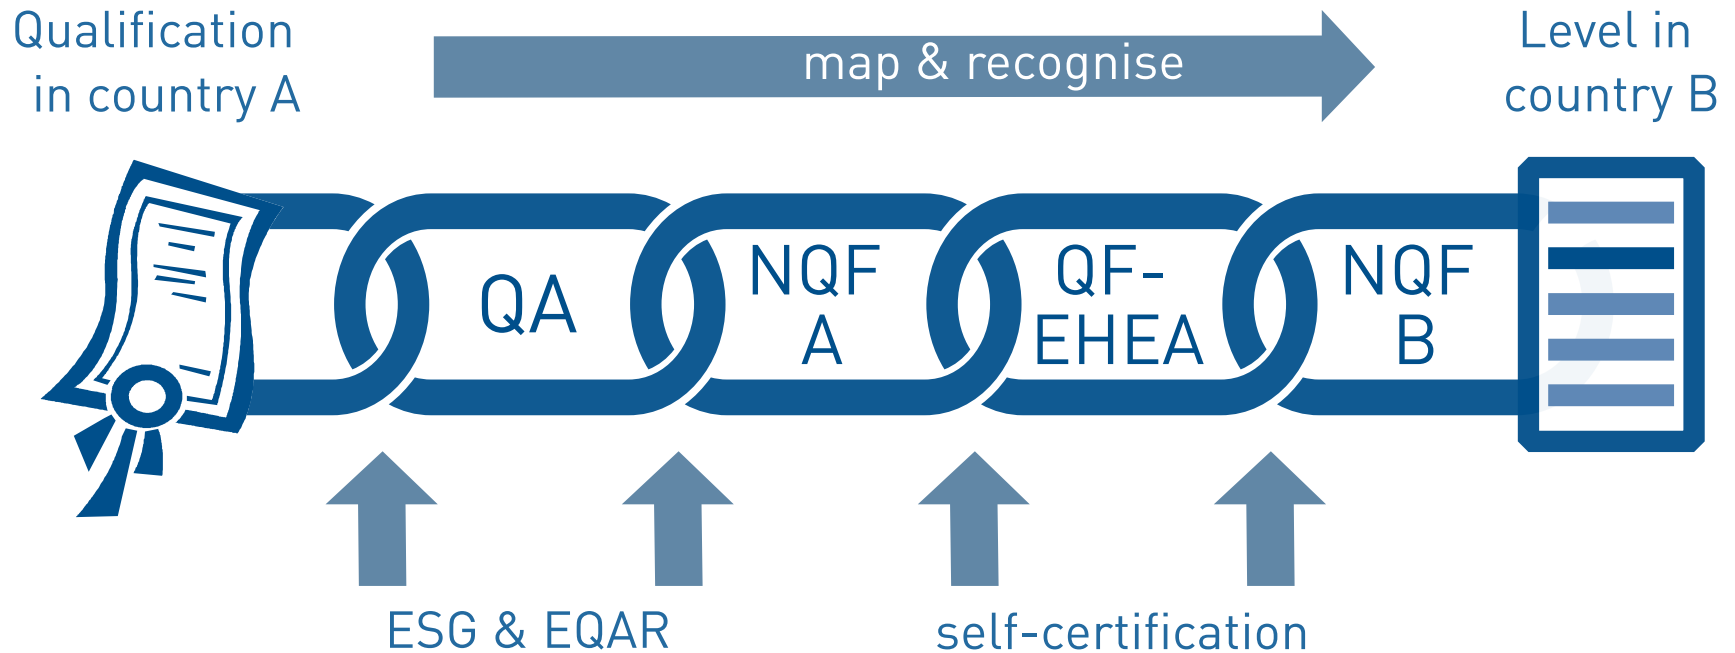 Qualification
in country A
map & recognise
Level in
country B
QA
NQF
A
QF-
EHEA
NQF
B
ESG & EQAR
self-certification